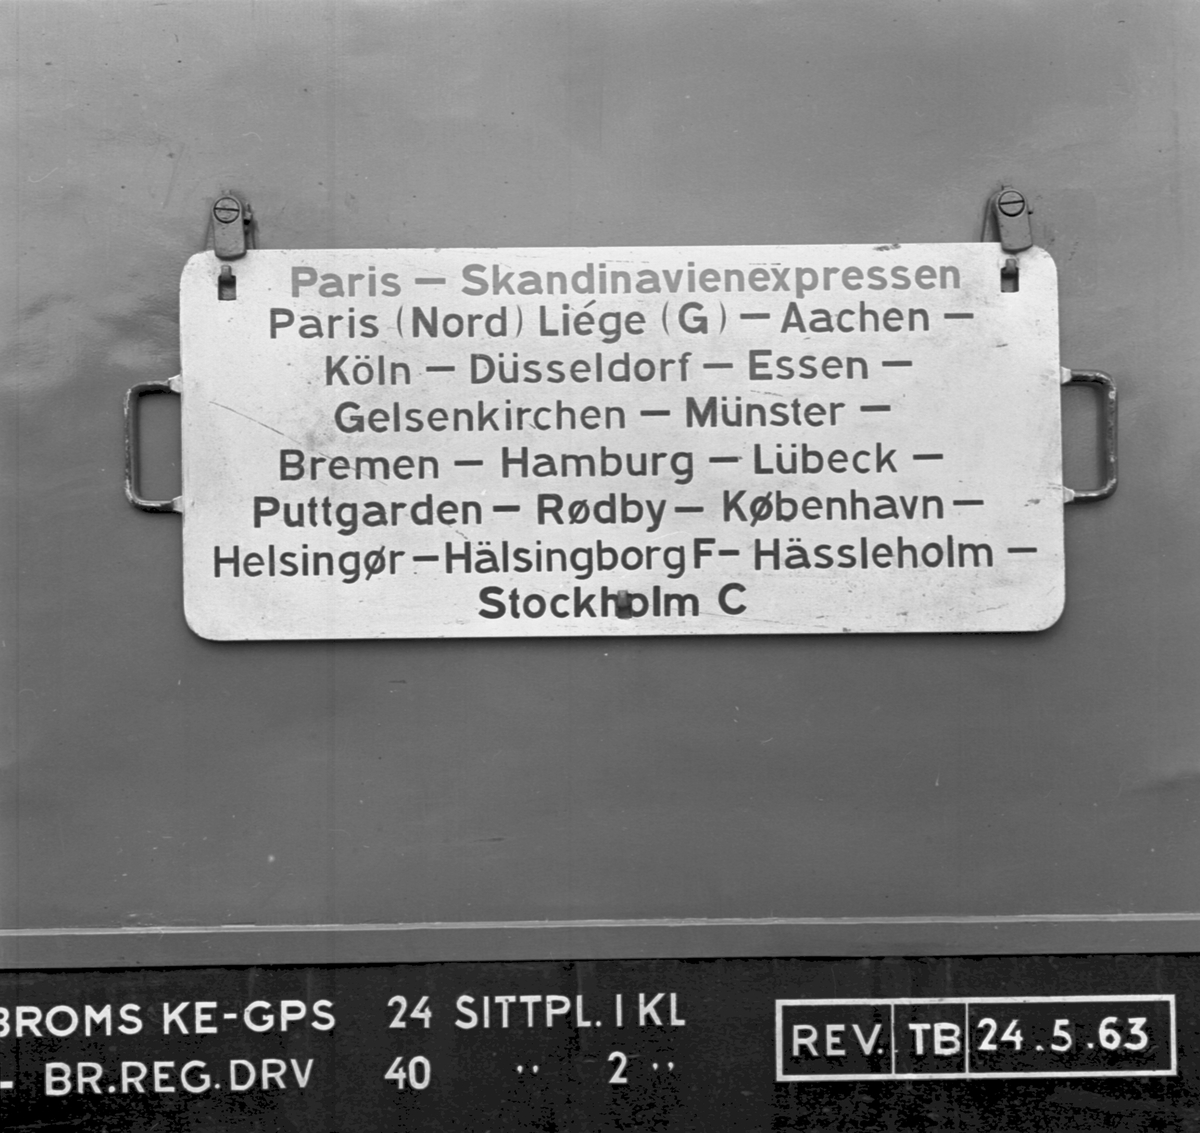 Paris — Skandinavienexpressen
Paris (Nord) Liége (G) — Aachen —
Köln — Düsseldorf — Essen —
Gelsenkirchen — Münster —
Bremen — Hamburg — Lübeck —
Puttgarden — Rødby — København —
Helsingør — Hälsingborg F — Hässleholm —
Stockholm C
BROMS KE-GPS 24 SITTPL. I KL
- BR.REG.DRV 40 ,, 2 ,,
REV. TB 24.5.63